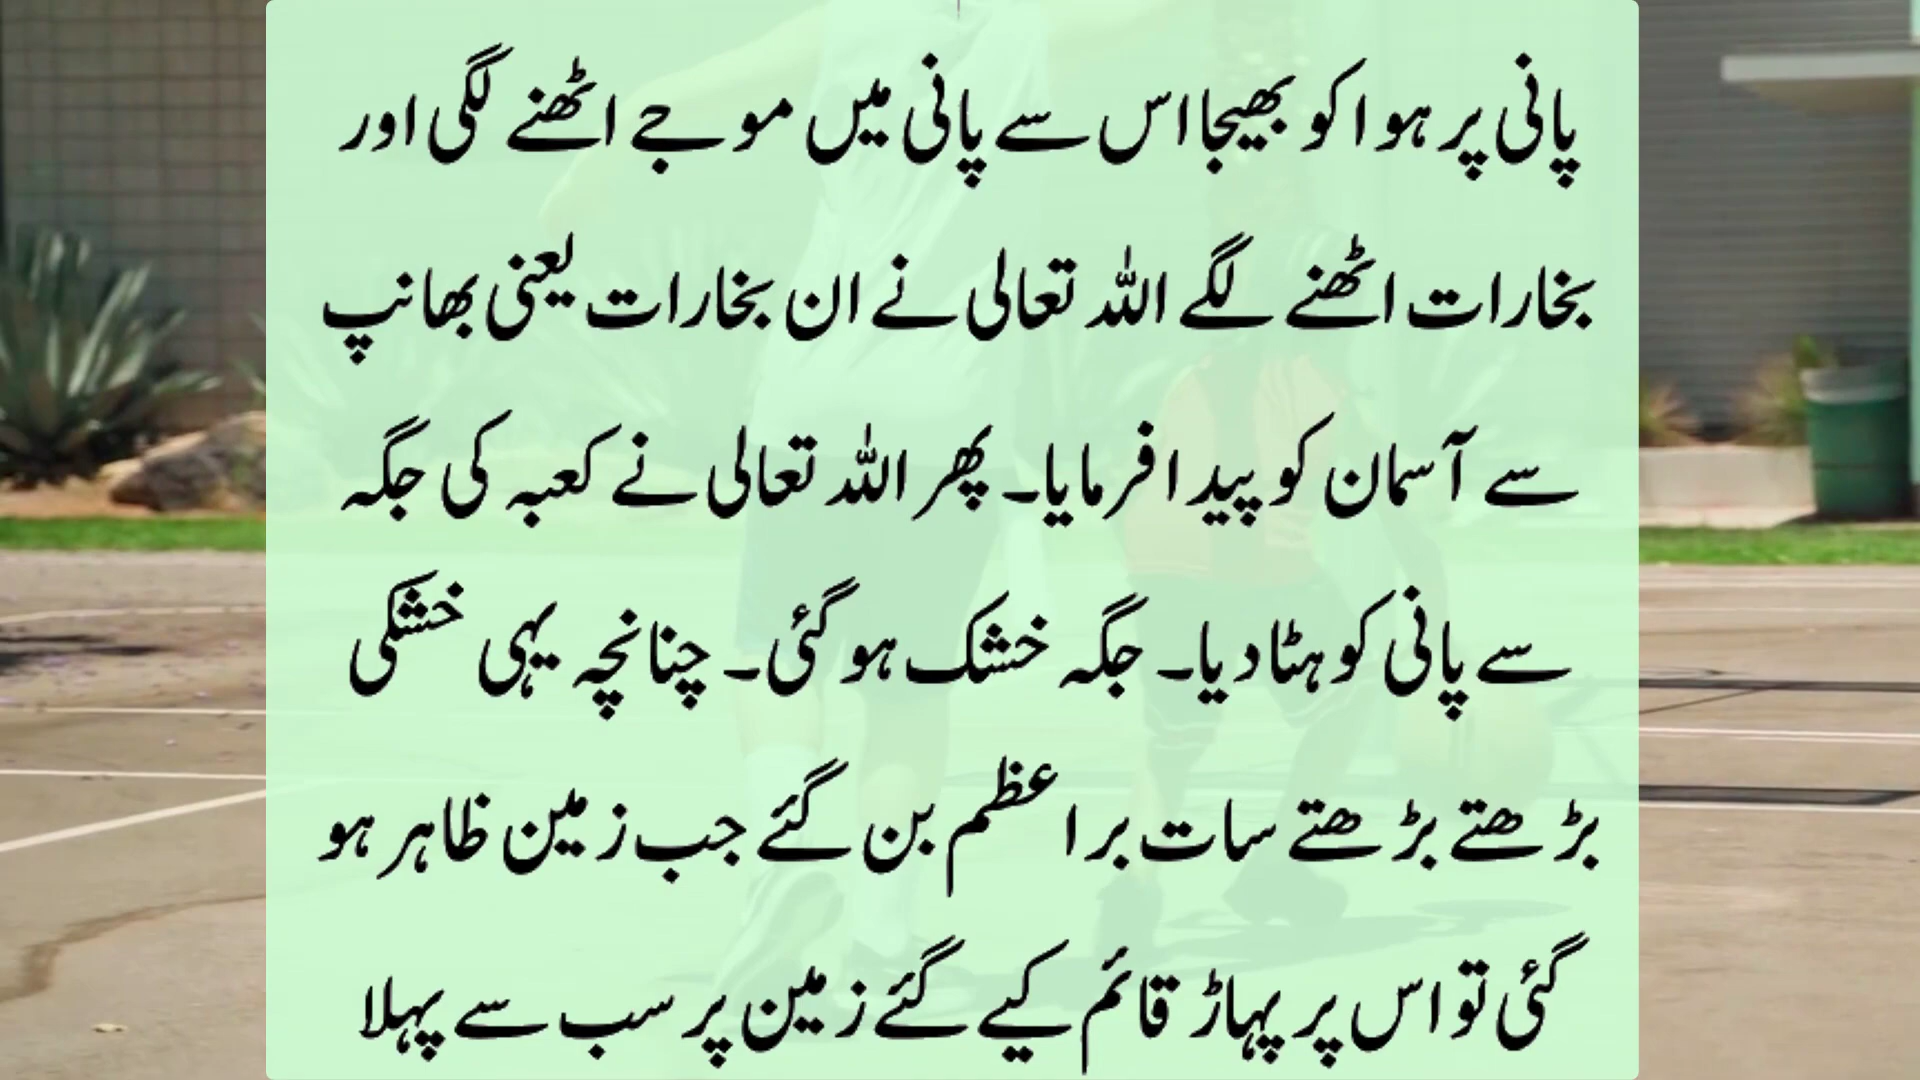 پانی پر ہوا کو بھیجا اس سے پانی میں موجے اٹھنے لگی اور
بخارات اٹھنے لگے اللہ تعالی نے ان بخارات یعنی بھانپ
سے آسمان کو پیدا فرمایا۔ پھر اللہ تعالی نے کعبہ کی جگہ
سے پانی کو ہٹا دیا۔ جگہ خشک ہو گئی۔ چنانچہ یہی خشکی
بڑھتے بڑھتے سات بر اعظم بن گئے جب زمین ظاہر ہو
گئی تو اس پر پہاڑ قائم کیے گئے زمین پر سب سے پہلا